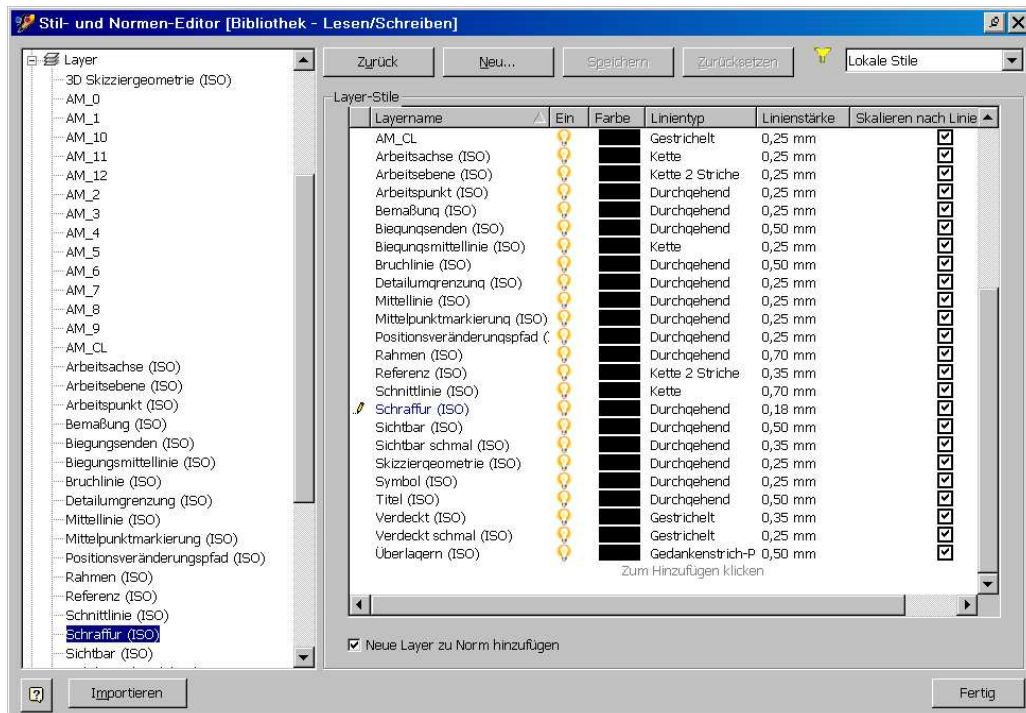 Stil- und Normen-Editor [Bibliothek - Lesen/Schreiben]
Layer
3D Skizziergeometrie (ISO)
AM_0
AM_1
AM_10
AM_11
AM_12
AM_2
AM_3
AM_4
AM_5
AM_6
AM_7
AM_8
AM_9
AM_CL
Arbeitsachse (ISO)
Arbeitsebene (ISO)
Arbeitspunkt (ISO)
Bemaßung (ISO)
Biegungsenden (ISO)
Biegungsmittellinie (ISO)
Bruchlinie (ISO)
Detailumgrenzung (ISO)
Mittellinie (ISO)
Mittelpunktmarkierung (ISO)
Positionsveränderungspfad (ISO)
Rahmen (ISO)
Referenz (ISO)
Schnittlinie (ISO)
Schraffur (ISO)
Sichtbar (ISO)
Zurück Neu... Speichern Zurücksetzen Lokale Stile
Layer-Stile
Layername Ein Farbe Linientyp Linienstärke Skalieren nach Linie
AM_CL Gestrichelt 0,25 mm
Arbeitsachse (ISO) Kette 0,25 mm
Arbeitsebene (ISO) Kette 2 Striche 0,25 mm
Arbeitspunkt (ISO) Durchgehend 0,25 mm
Bemaßung (ISO) Durchgehend 0,25 mm
Biegungsenden (ISO) Durchgehend 0,50 mm
Biegungsmittellinie (ISO) Kette 0,25 mm
Bruchlinie (ISO) Durchgehend 0,50 mm
Detailumgrenzung (ISO) Durchgehend 0,25 mm
Mittellinie (ISO) Durchgehend 0,25 mm
Mittelpunktmarkierung (ISO) Durchgehend 0,25 mm
Positionsveränderungspfad (: Durchgehend 0,25 mm
Rahmen (ISO) Durchgehend 0,70 mm
Referenz (ISO) Kette 2 Striche 0,35 mm
Schnittlinie (ISO) Kette 0,70 mm
Schraffur (ISO) Durchgehend 0,18 mm
Sichtbar (ISO) Durchgehend 0,50 mm
Sichtbar schmal (ISO) Durchgehend 0,35 mm
Skizziergeometrie (ISO) Durchgehend 0,25 mm
Symbol (ISO) Durchgehend 0,25 mm
Titel (ISO) Durchgehend 0,50 mm
Verdeckt (ISO) Gestrichelt 0,35 mm
Verdeckt schmal (ISO) Gestrichelt 0,25 mm
Überlagern (ISO) Gedankenstrich-P 0,50 mm
Zum Hinzufügen klicken
Neue Layer zu Norm hinzufügen
Importieren Fertig